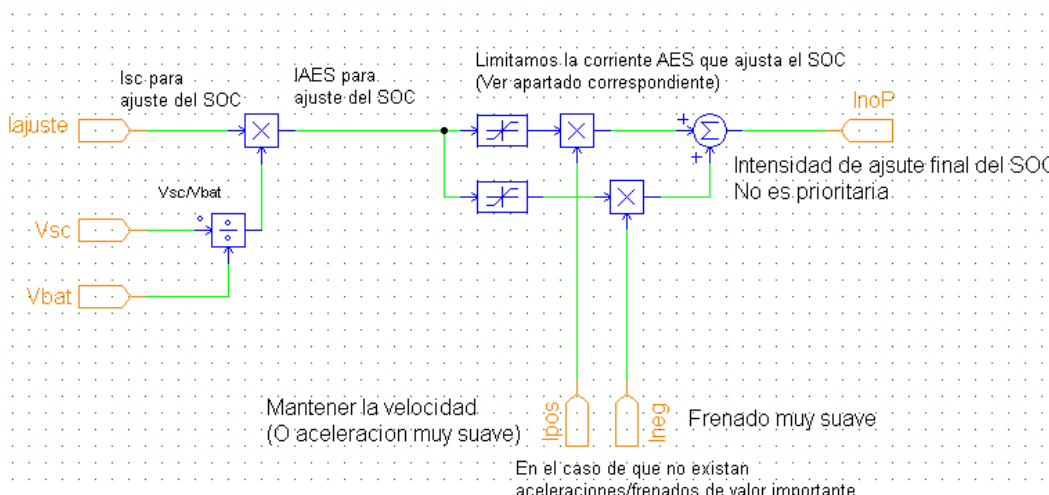 Limitamos la corriente AES que ajusta el SOC
(Ver apartado correspondiente)
Isc para
ajuste del SOC
IAES para
ajuste del SOC
Iajuste
InoP
Intensidad de ajsute final del SOC
No es prioritaria
Vsc/Vbat
Vsc
Vbat
Mantener la velocidad
(O aceleracion muy suave)
Ipos
Ineg
Frenado muy suave
En el caso de que no existan
aceleraciones/frenados de valor importante